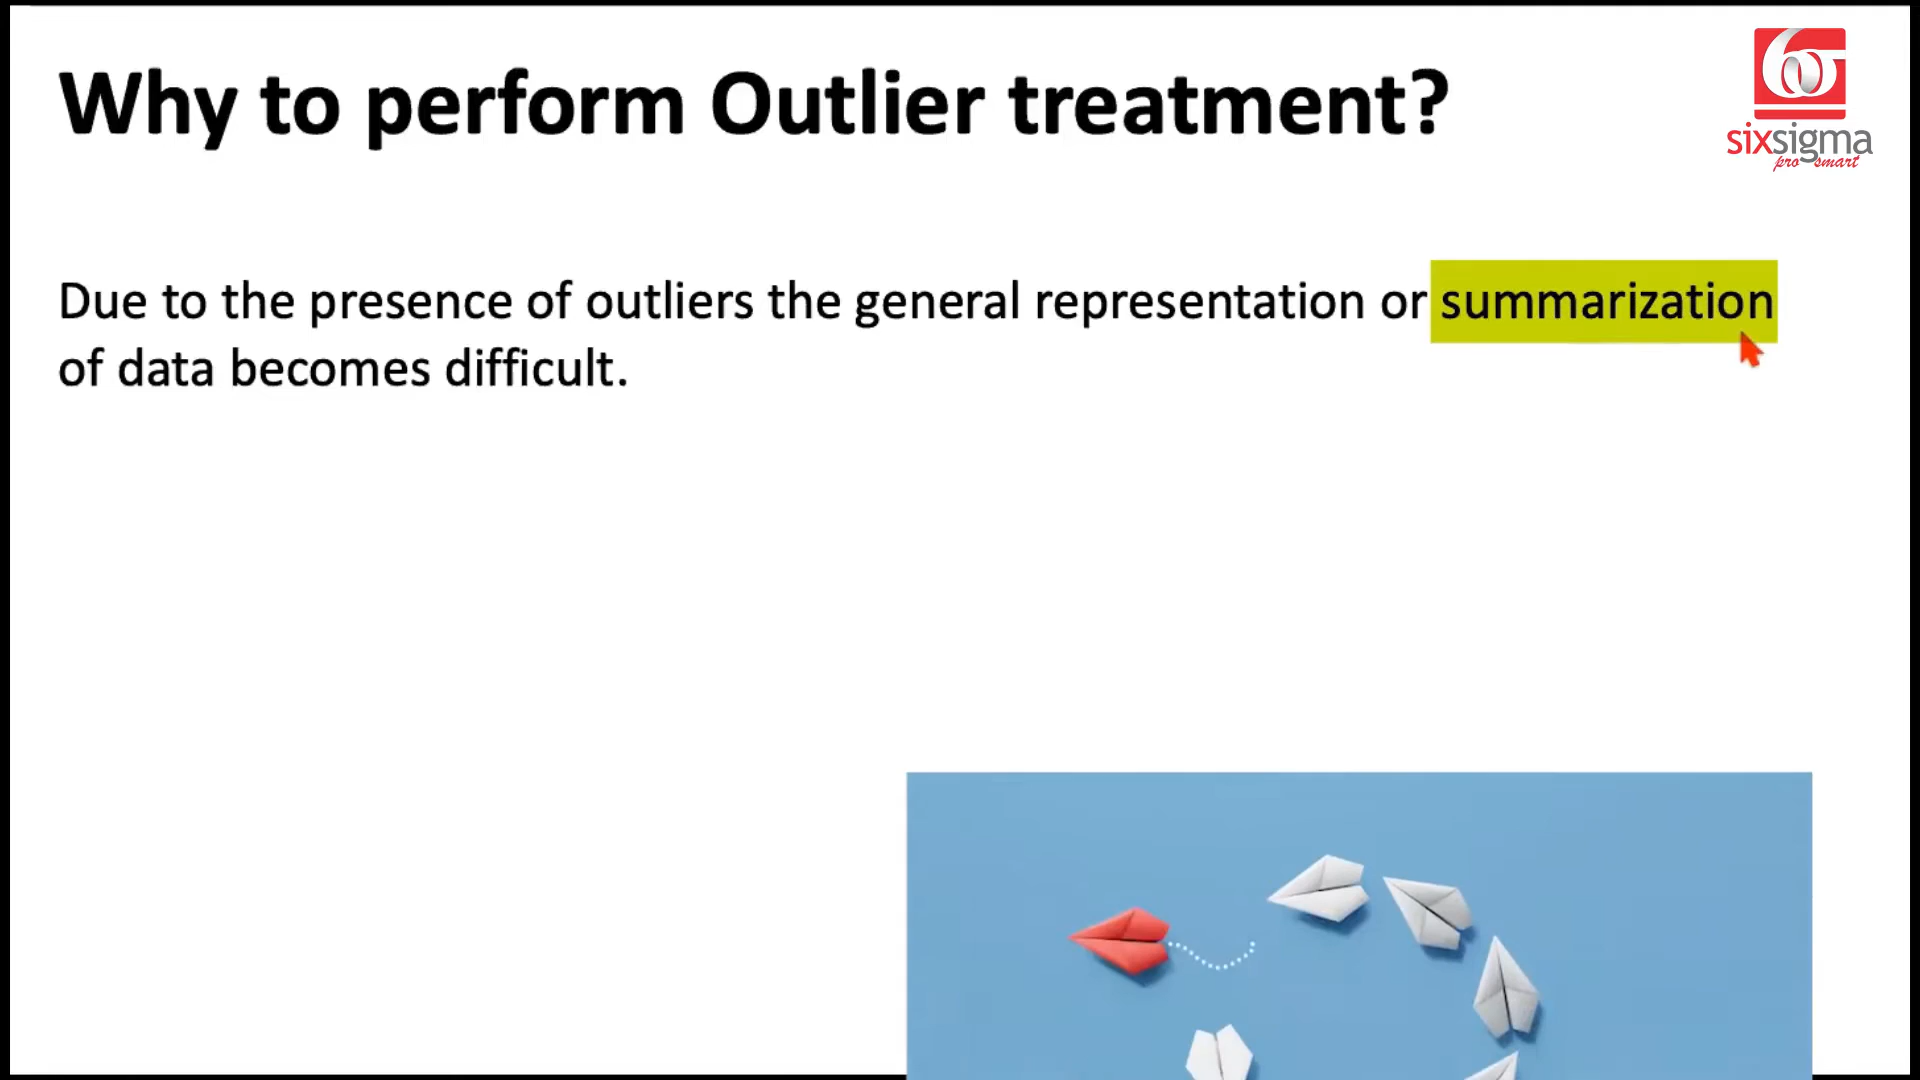 Why to perform Outlier treatment?
sixsigma
pro smart
Due to the presence of outliers the general representation or summarization
of data becomes difficult.